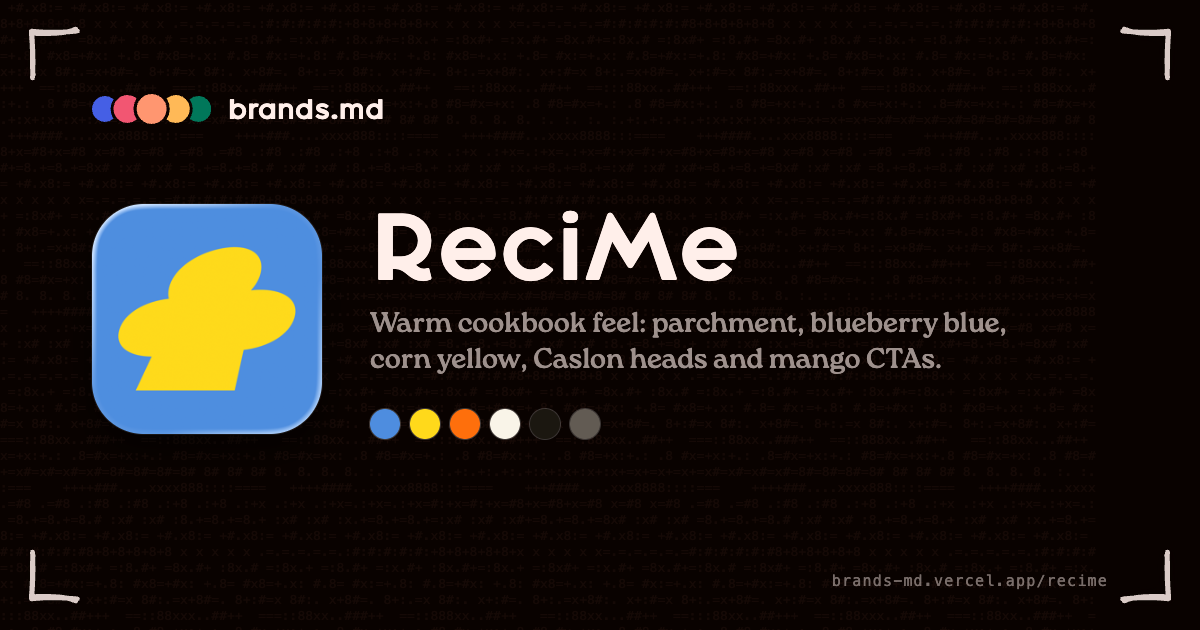 brands.md
ReciMe
Warm cookbook feel: parchment, blueberry blue,
corn yellow, Caslon heads and mango CTAs.
brands-md.vercel.app/recime